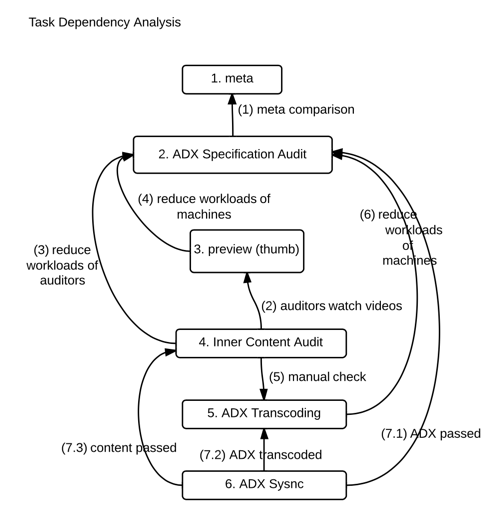 Task Dependency Analysis
1. meta
(1) meta comparison
2. ADX Specification Audit
(4) reduce workloads of
machines
(6) reduce
workloads
of
machines
3. preview (thumb)
(3) reduce
workloads of
auditors
(2) auditors watch videos
4. Inner Content Audit
(5) manual check
5. ADX Transcoding
(7.1) ADX passed
(7.3) content passed
(7.2) ADX transcoded
6. ADX Sysnc